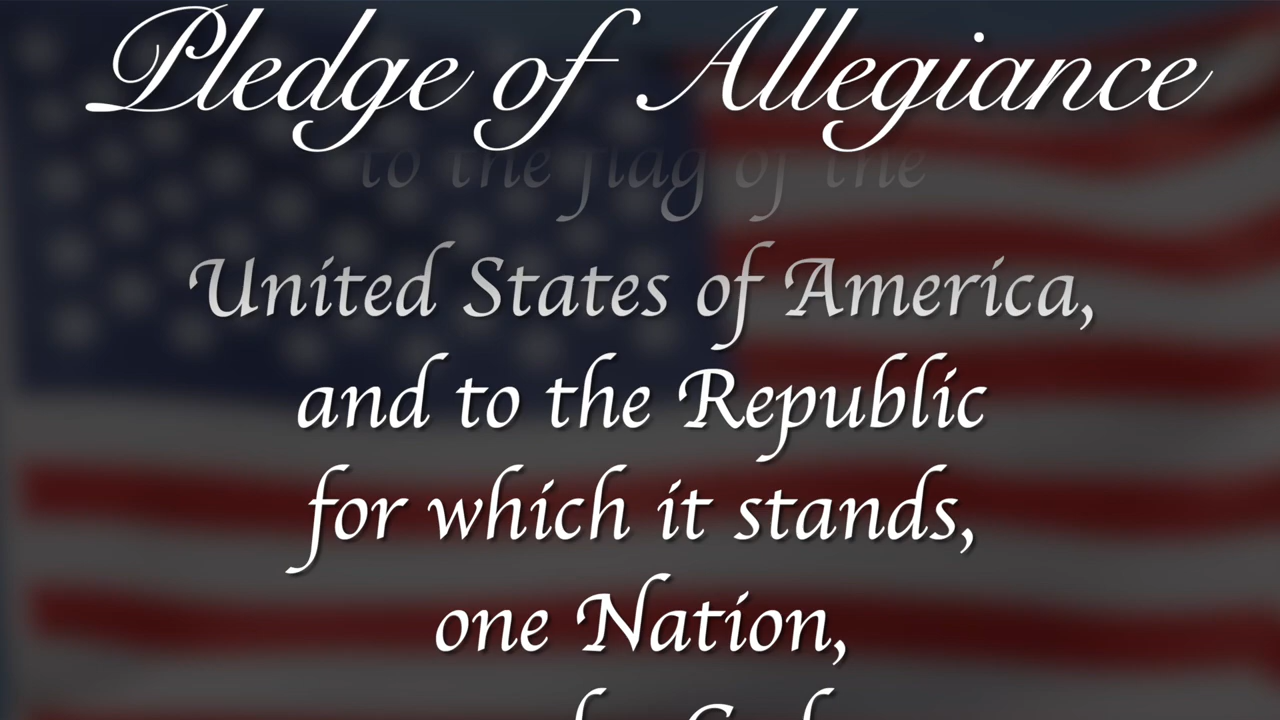 Pledge of Allegiance
to the flag of the
United States of America,
and to the Republic
for which it stands,
one Nation,